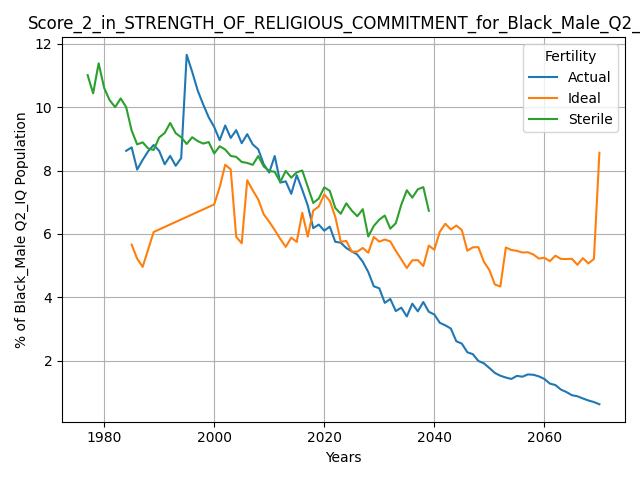 Score_2_in_STRENGTH_OF_RELIGIOUS_COMMITMENT_for_Black_Male_Q2_
12
10
8
6
4
2
% of Black_Male Q2_IQ Population
Fertility
Actual
Ideal
Sterile
1980
2000
2020
2040
2060
Years